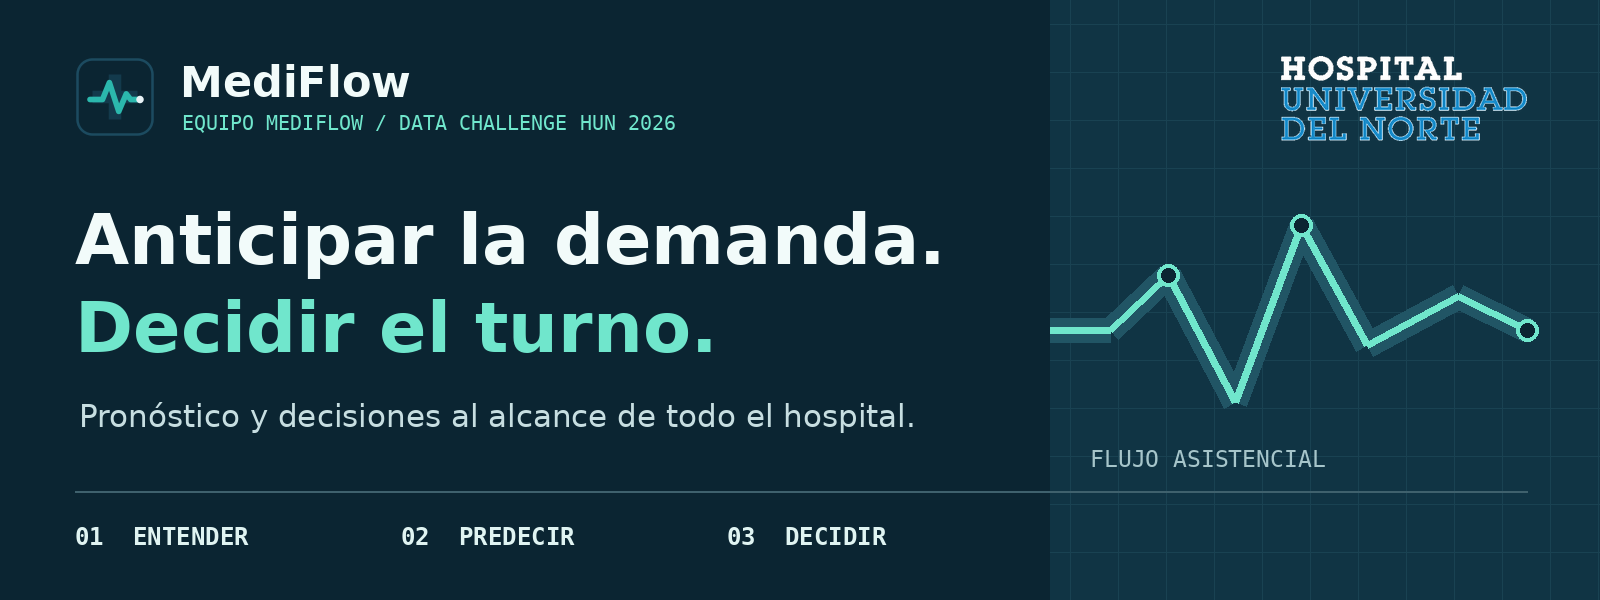 MediFlow
EQUIPO MEDIFLOW / DATA CHALLENGE HUN 2026
HOSPITAL
UNIVERSIDAD
DEL NORTE
Anticipar la demanda.
Decidir el turno.
Pronóstico y decisiones al alcance de todo el hospital.
FLUJO ASISTENCIAL
01 ENTENDER
02 PREDECIR
03 DECIDIR